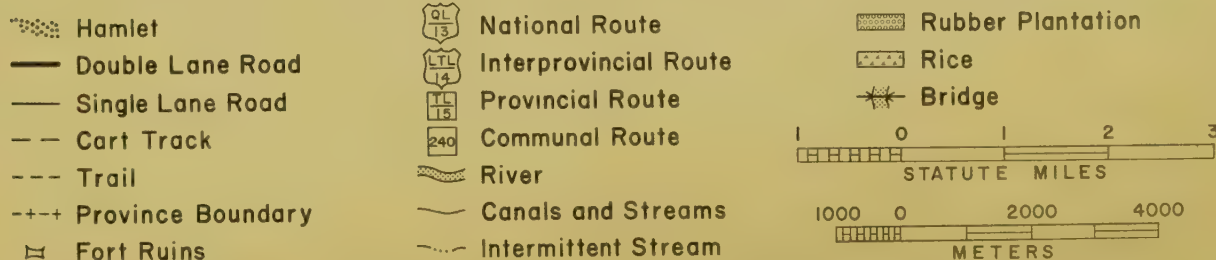 Hamlet
Double Lane Road
Single Lane Road
Cart Track
Trail
Province Boundary
Fort Ruins
QL 13 National Route
LTL 14 Interprovincial Route
TL 15 Provincial Route
240 Communal Route
River
Canals and Streams
Intermittent Stream
Rubber Plantation
Rice
Bridge
1 0 1 2 3
STATUTE MILES
1000 0 2000 4000
METERS